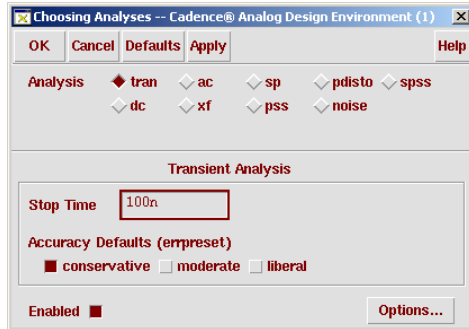 Choosing Analyses -- Cadence® Analog Design Environment (1)
OK Cancel Defaults Apply Help
Analysis tran ac sp pdisto spss
dc xf pss noise
Transient Analysis
Stop Time 100n
Accuracy Defaults (errpreset)
conservative moderate liberal
Enabled Options...